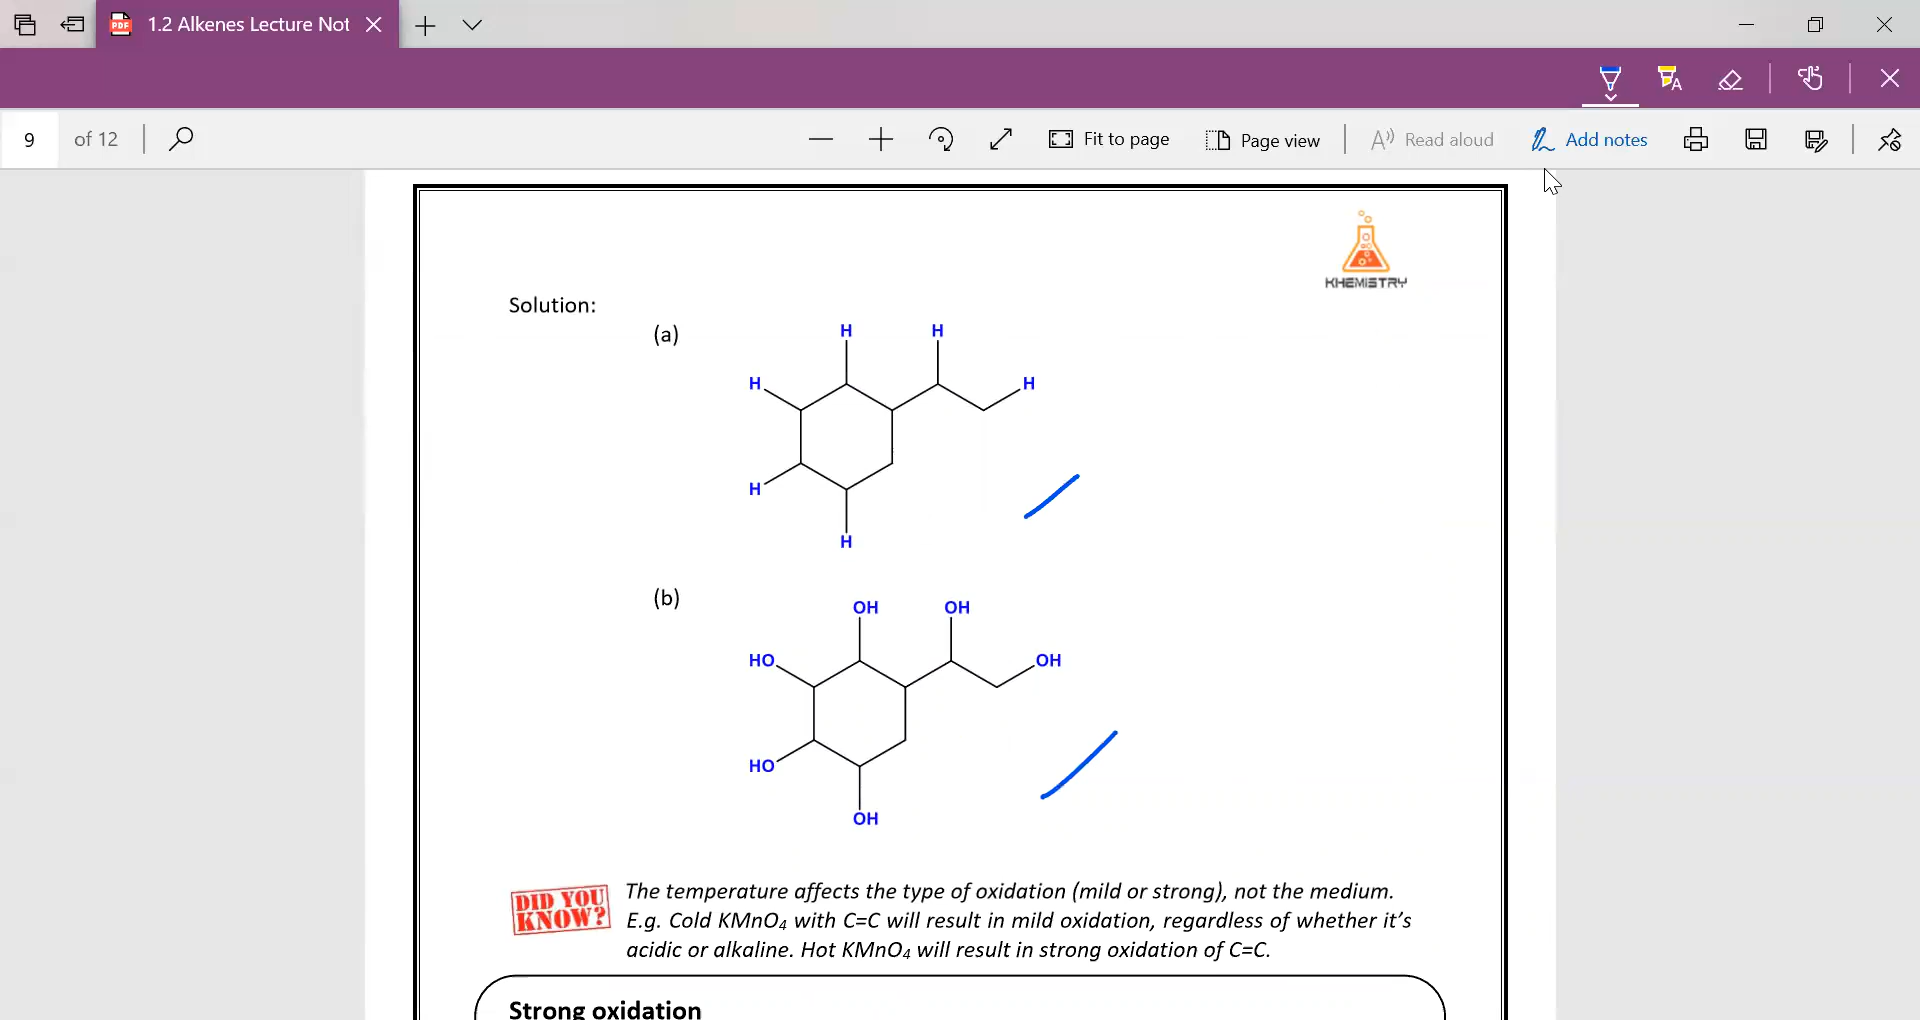 1.2 Alkenes Lecture Not
9 of 12
Fit to page
Page view
Read aloud
Add notes
KHEMISTRY
Solution:
(a)
H H
H H
H
H
(b)
OH OH
HO OH
HO
OH
DID YOU
KNOW?
The temperature affects the type of oxidation (mild or strong), not the medium.
E.g. Cold KMnO₄ with C=C will result in mild oxidation, regardless of whether it's
acidic or alkaline. Hot KMnO₄ will result in strong oxidation of C=C.
Strong oxidation